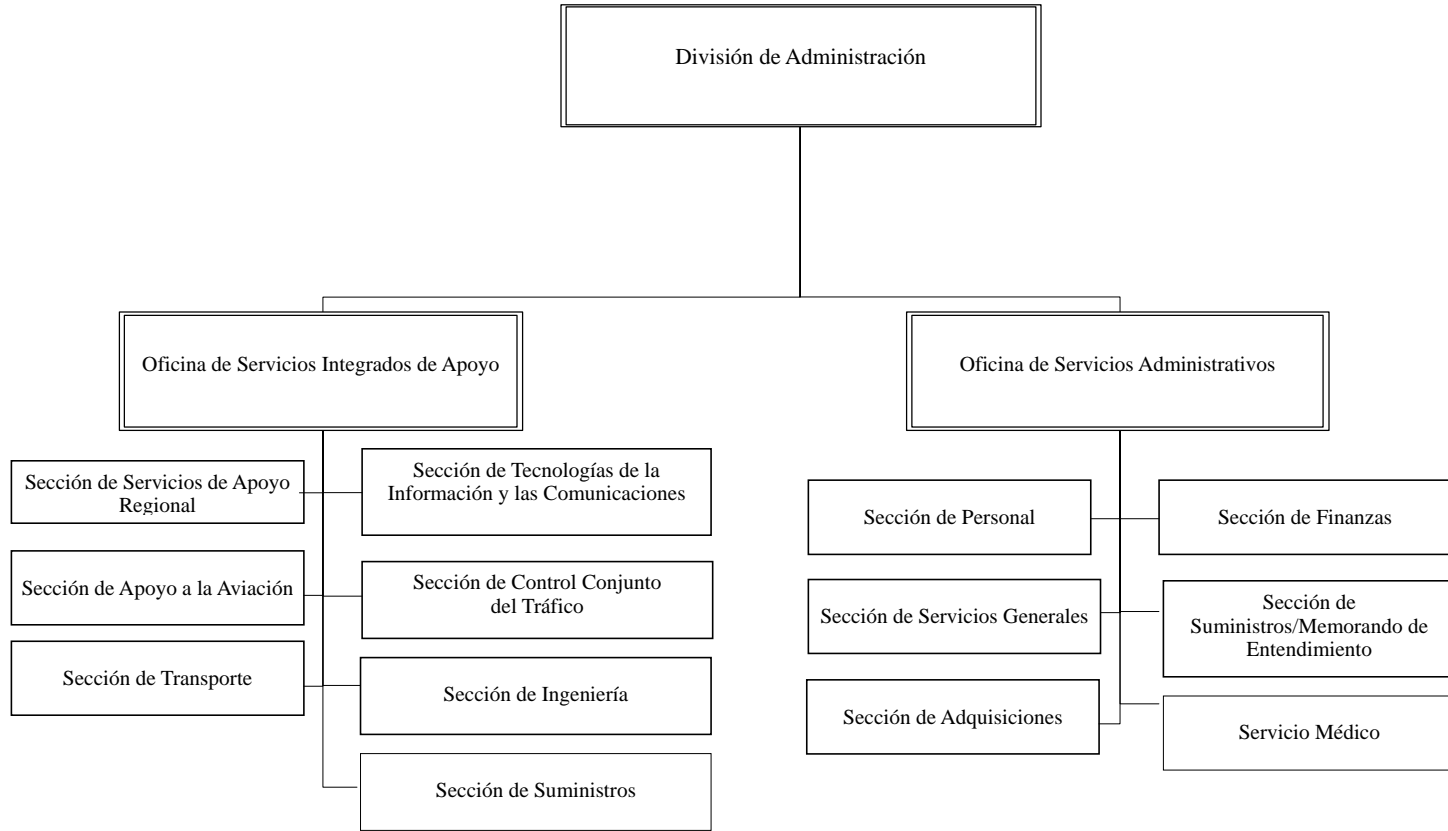 División de Administración
Oficina de Servicios Integrados de Apoyo
Oficina de Servicios Administrativos
Sección de Servicios de Apoyo
Regional
Sección de Tecnologías de la
Información y las Comunicaciones
Sección de Apoyo a la Aviación
Sección de Control Conjunto
del Tráfico
Sección de Transporte
Sección de Ingeniería
Sección de Suministros
Sección de Personal
Sección de Finanzas
Sección de Servicios Generales
Sección de
Suministros/Memorando de
Entendimiento
Sección de Adquisiciones
Servicio Médico